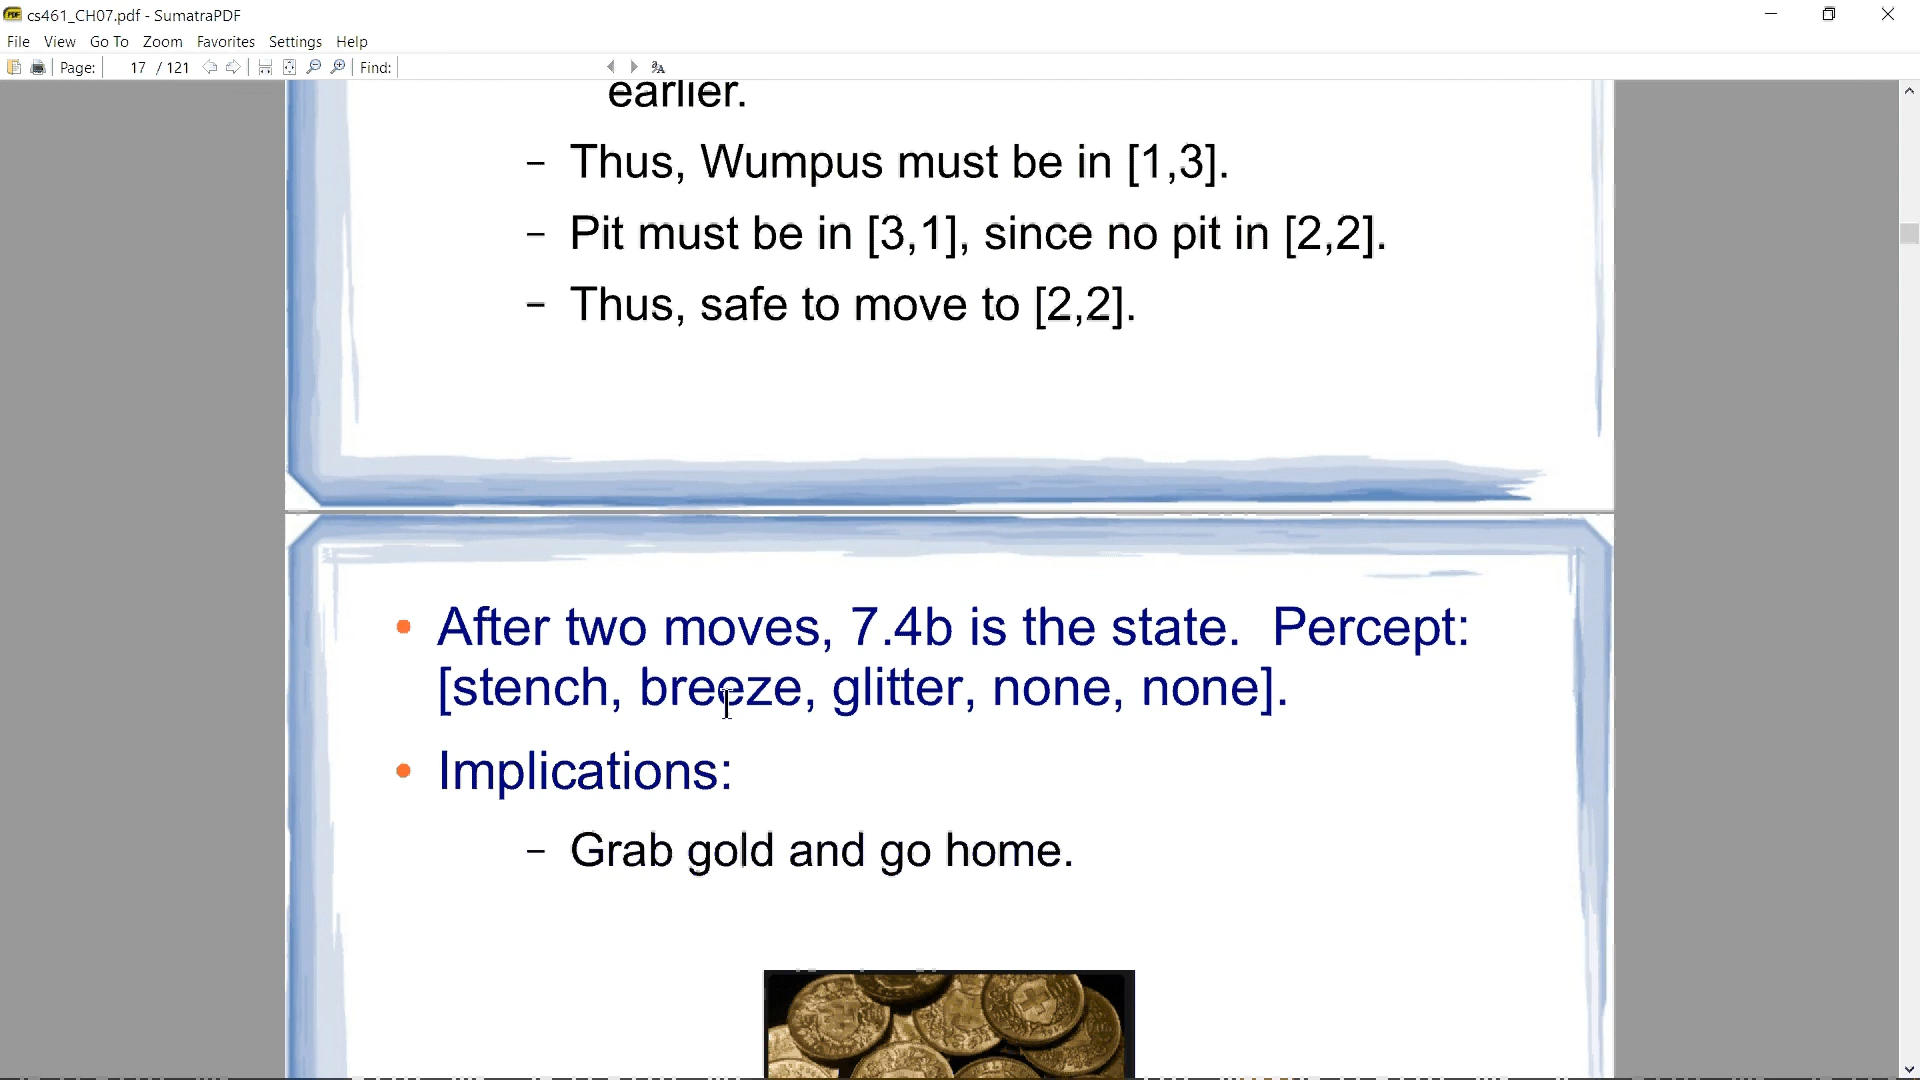 cs461_CH07.pdf - SumatraPDF
File View Go To Zoom Favorites Settings Help
Page: 17 / 121 Find:
earlier.
- Thus, Wumpus must be in [1,3].
- Pit must be in [3,1], since no pit in [2,2].
- Thus, safe to move to [2,2].
• After two moves, 7.4b is the state. Percept:
[stench, breeze, glitter, none, none].
• Implications:
- Grab gold and go home.